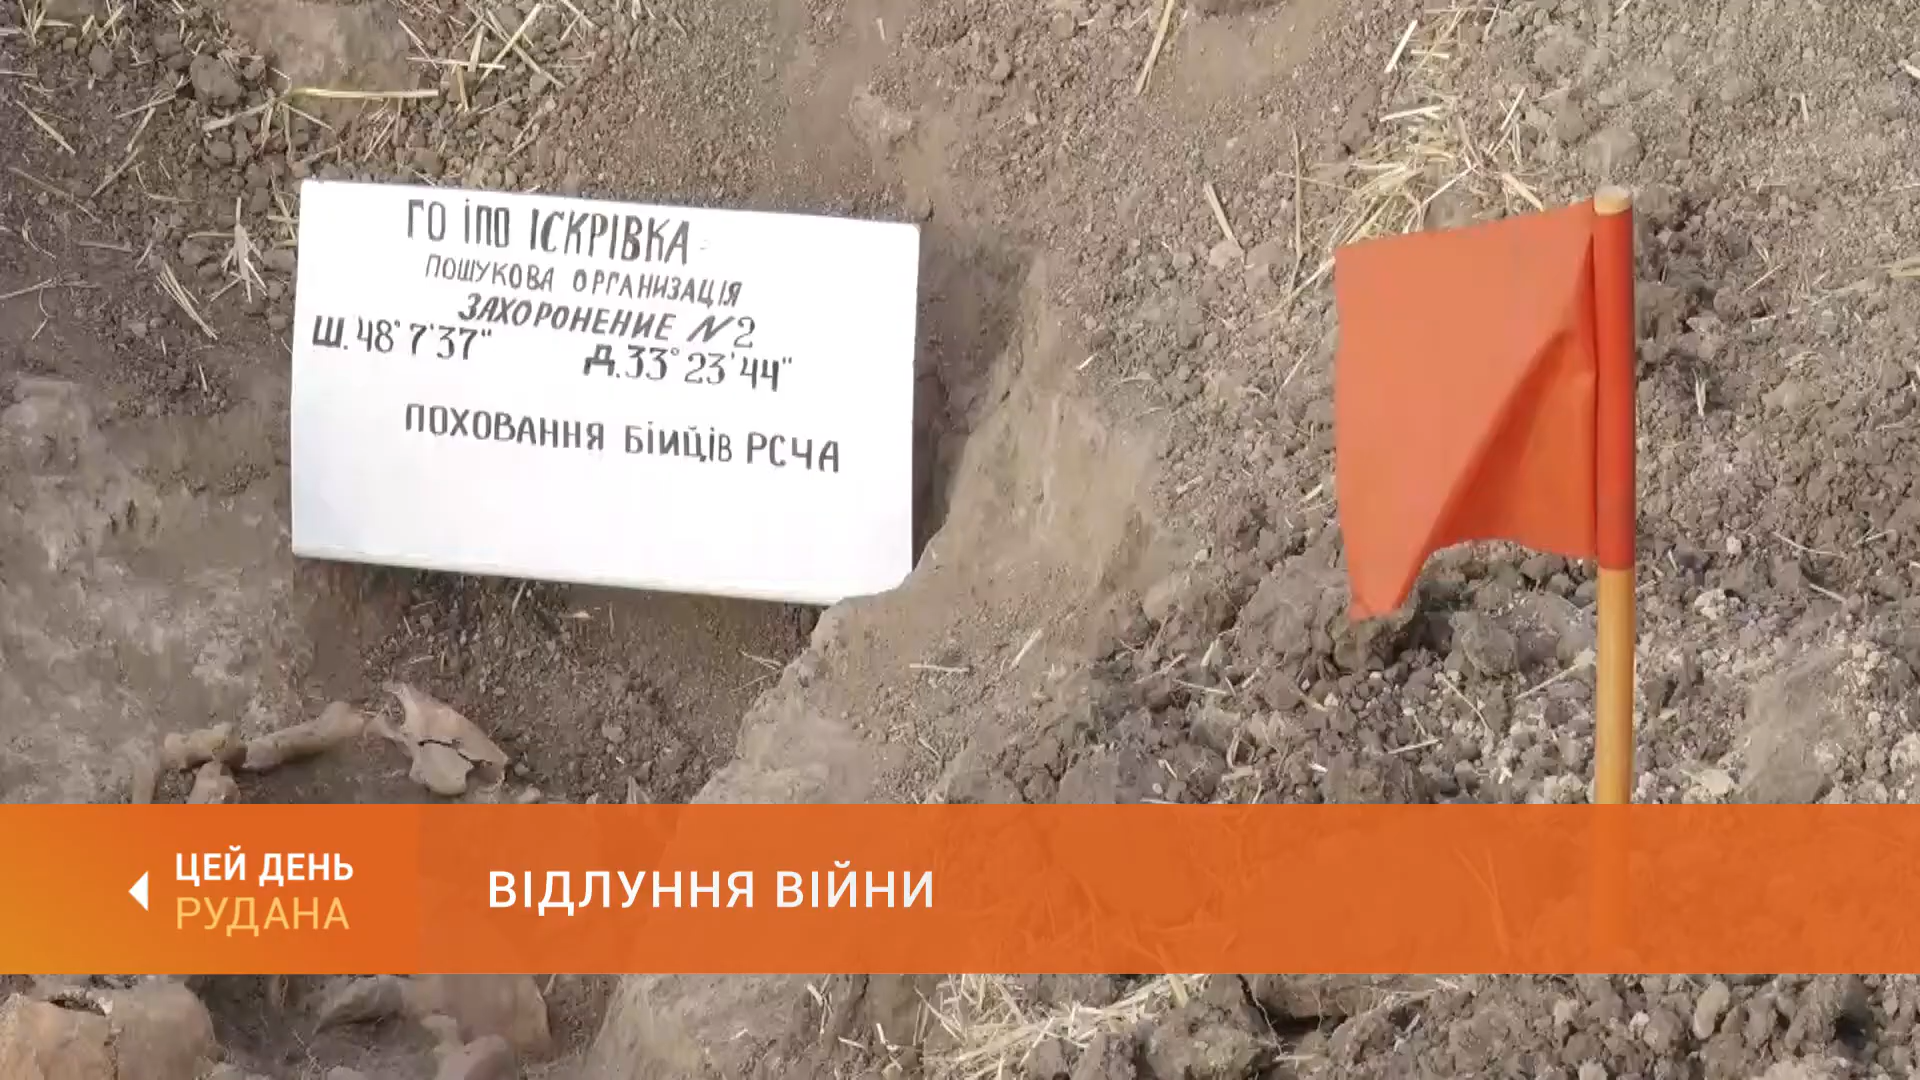 ГО ІПО ІСКРІВКА
ПОШУКОВА ОРГАНИЗАЦІЯ
ЗАХОРОНЕНИЕ №2
Ш. 48° 7' 37" Д. 33° 23' 44"
ПОХОВАННЯ БІЙЦІВ РСЧА
ЦЕЙ ДЕНЬ
РУДАНА
ВІДЛУННЯ ВІЙНИ